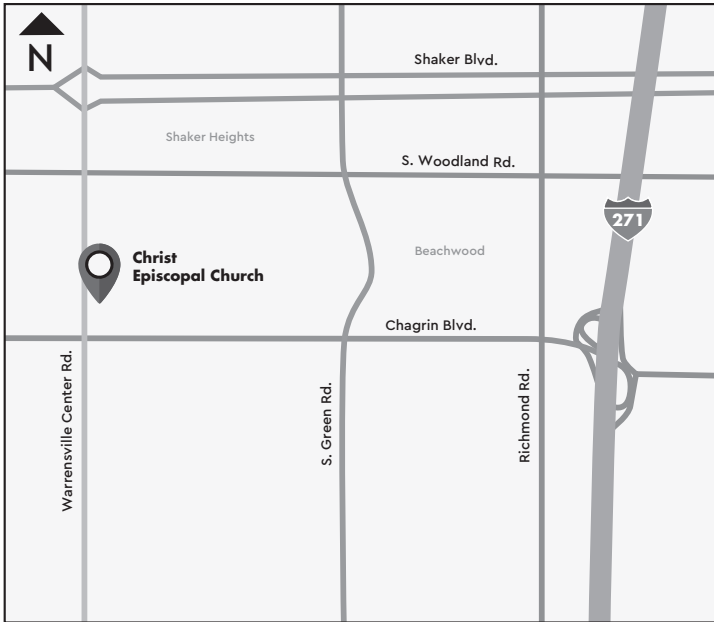 N
Shaker Blvd.
Shaker Heights
S. Woodland Rd.
271
Beachwood
Christ
Episcopal Church
Chagrin Blvd.
Warrensville Center Rd.
S. Green Rd.
Richmond Rd.